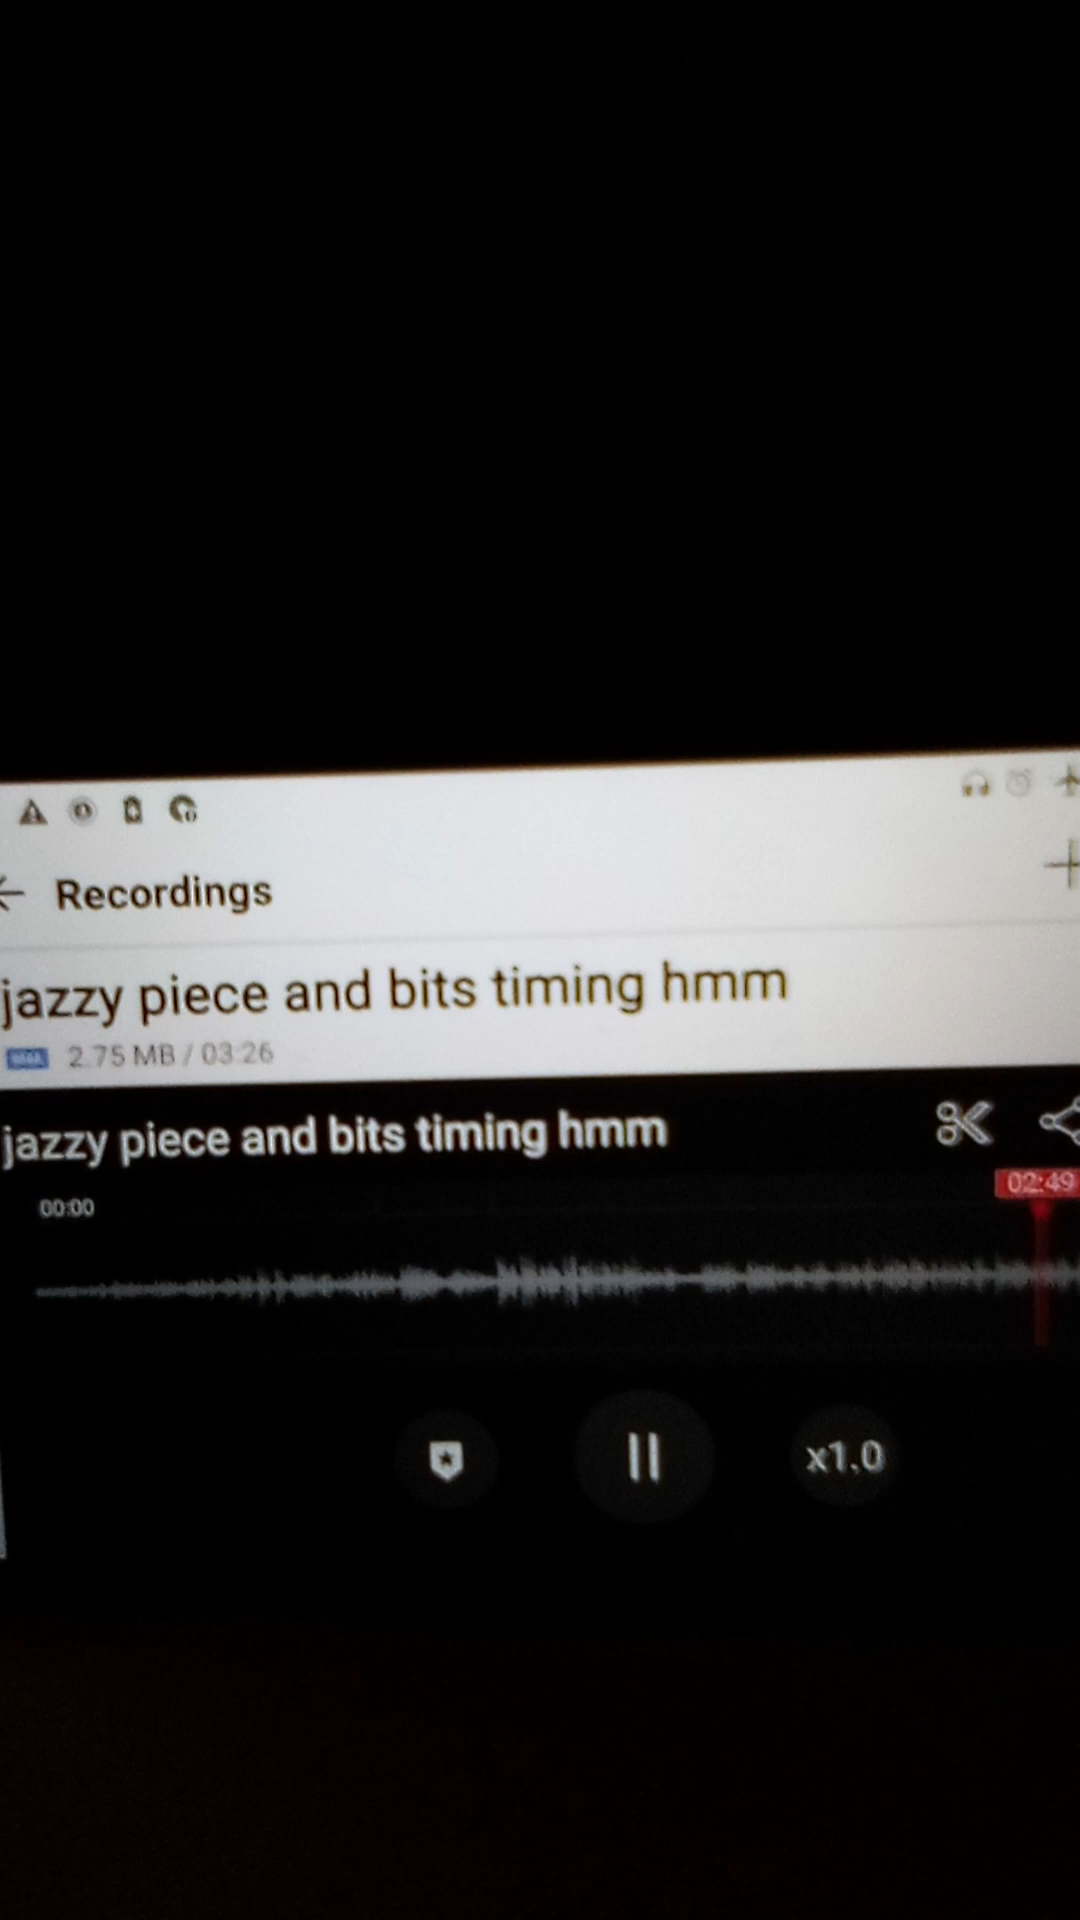 Recordings
jazzy piece and bits timing hmm
2.75 MB / 03:26
jazzy piece and bits timing hmm
02:49
00:00
x1.0